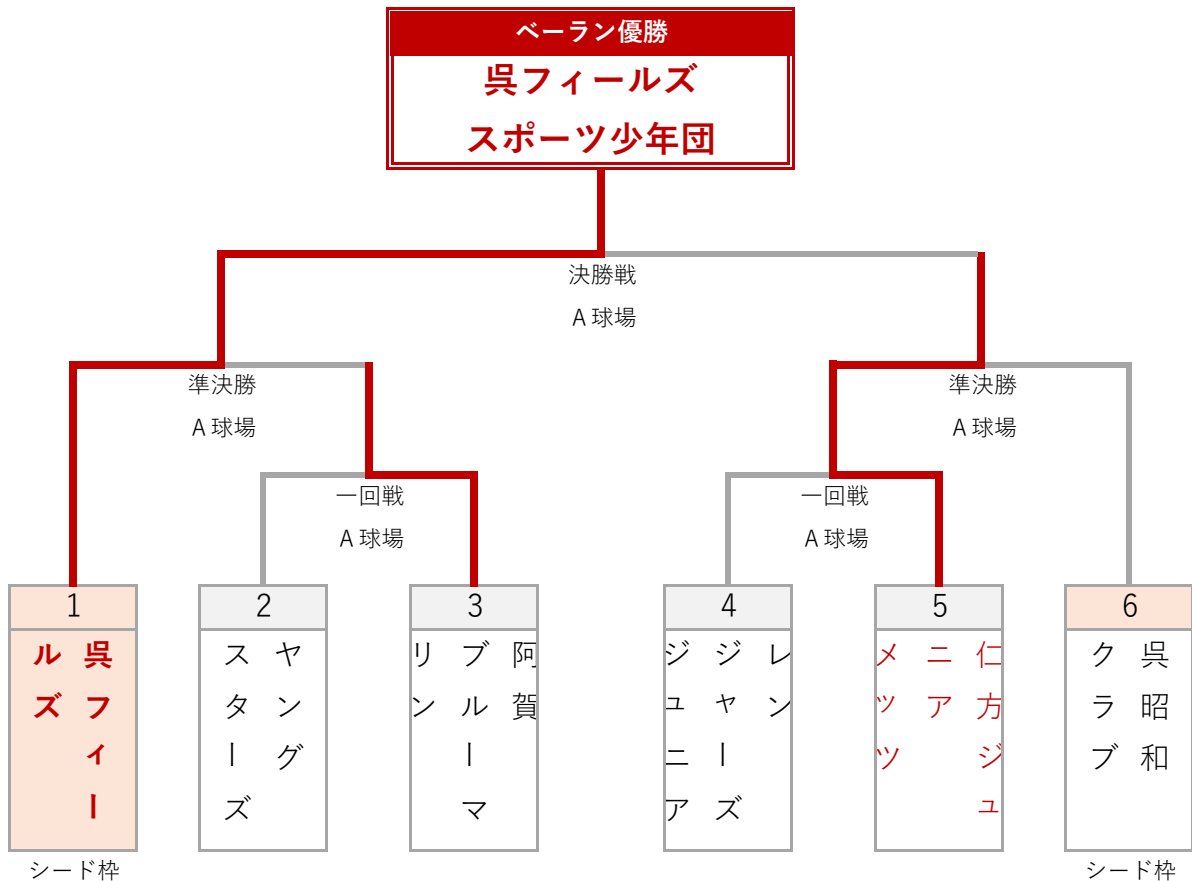 ベーラン優勝
呉フィールズ
スポーツ少年団
決勝戦
A球場
準決勝
A球場
準決勝
A球場
一回戦
A球場
一回戦
A球場
1
呉フィー
ルズ
シード枠
2
ヤング
スターズ
3
阿賀
ブルーマ
リン
4
レン
ジャーズ
ジュニア
5
仁方ジュ
ニア
メッツ
6
呉昭和
クラブ
シード枠